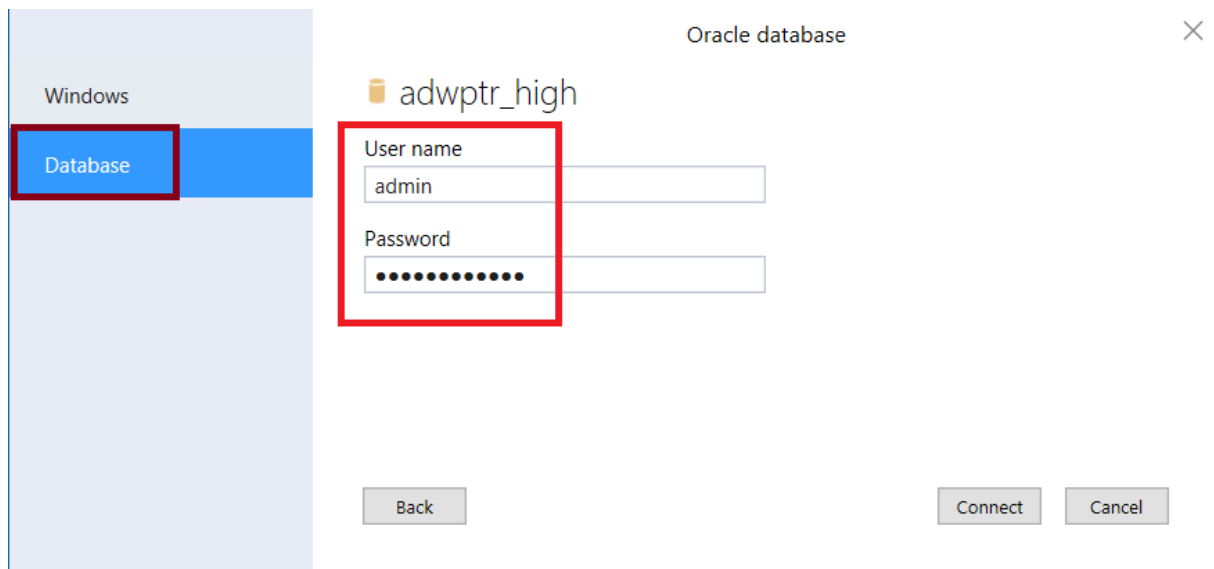 Oracle database
Windows
Database
adwptr_high
User name
admin
Password
●●●●●●●●●●●●
Back
Connect
Cancel